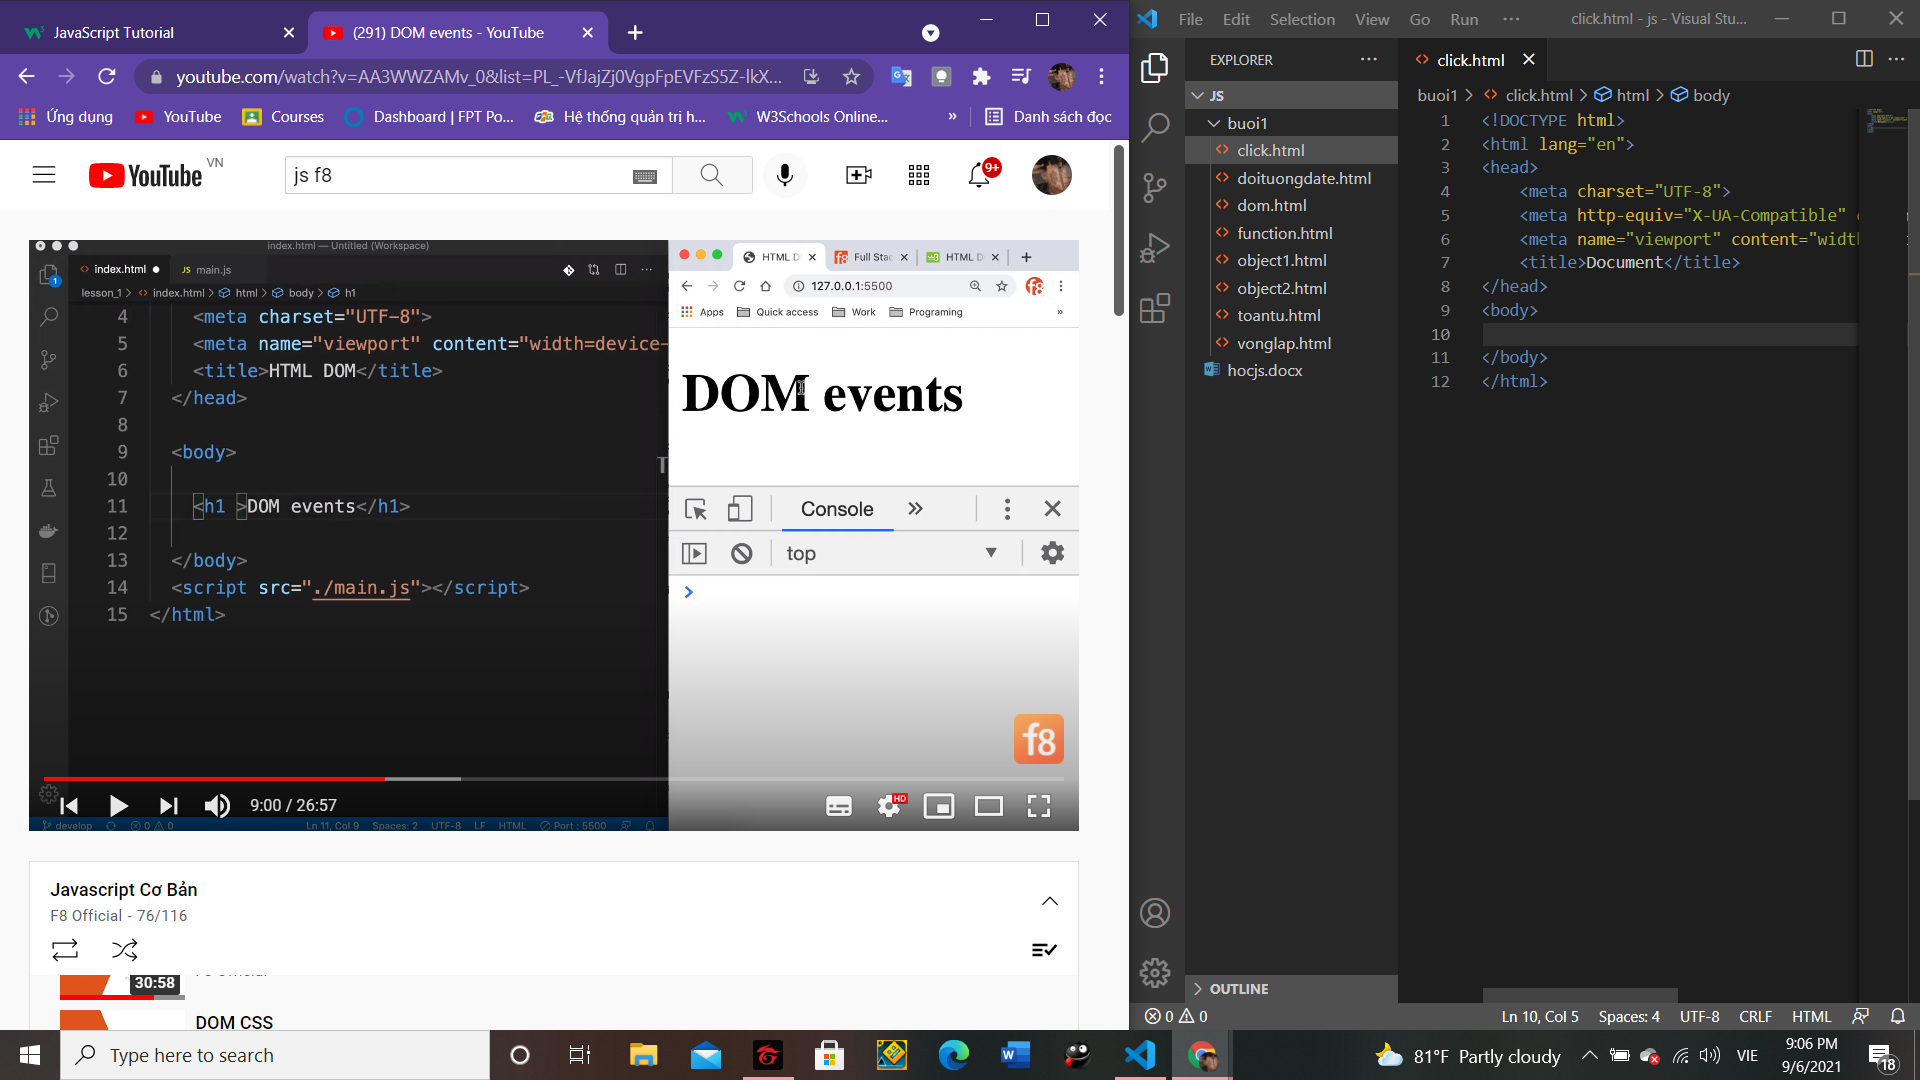 JavaScript Tutorial
(291) DOM events - YouTube
youtube.com/watch?v=AA3WWZAMv_0&list=PL_-VfJajZj0VgpFpEVFzS5Z-lkX...
Ứng dụng
YouTube
Courses
Dashboard | FPT Po...
Hệ thống quản trị h...
W3Schools Online...
»
Danh sách đọc
YouTube VN
js f8
9+
index.html — Untitled (Workspace)
index.html
JS main.js
lesson_1 > index.html > html > body > h1
4 <meta charset="UTF-8">
5 <meta name="viewport" content="width=device-
6 <title>HTML DOM</title>
7 </head>
8
9 <body>
10
11 <h1 >DOM events</h1>
12
13 </body>
14 <script src="./main.js"></script>
15 </html>
1
HTML D
Full Stac
HTML D
127.0.0.1:5500
Apps
Quick access
Work
Programing
»
DOM events
Console
top
f8
9:00 / 26:57
HD
develop
0 0
Ln 11, Col 9
Spaces: 2
UTF-8
LF
HTML
Port : 5500
Javascript Cơ Bản
F8 Official - 76/116
30:58
F8 Official
DOM CSS
File Edit Selection View Go Run ···
click.html - js - Visual Stu...
EXPLORER
JS
buoi1
click.html
doituongdate.html
dom.html
function.html
object1.html
object2.html
toantu.html
vonglap.html
hocjs.docx
OUTLINE
click.html
buoi1 > click.html > html > body
1 <!DOCTYPE html>
2 <html lang="en">
3 <head>
4 <meta charset="UTF-8">
5 <meta http-equiv="X-UA-Compatible"
6 <meta name="viewport" content="widt
7 <title>Document</title>
8 </head>
9 <body>
10
11 </body>
12 </html>
0 0
Ln 10, Col 5
Spaces: 4
UTF-8
CRLF
HTML
Type here to search
81°F Partly cloudy
VIE
9:06 PM
9/6/2021
18